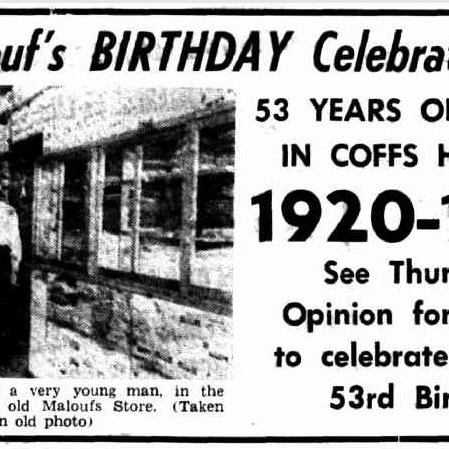 ouf's BIRTHDAY Celebra
53 YEARS O
IN COFFS H
1920-
See Thur
Opinion for
to celebrate
53rd Bir
a very young man, in the
old Maloufs Store. (Taken
n old photo)